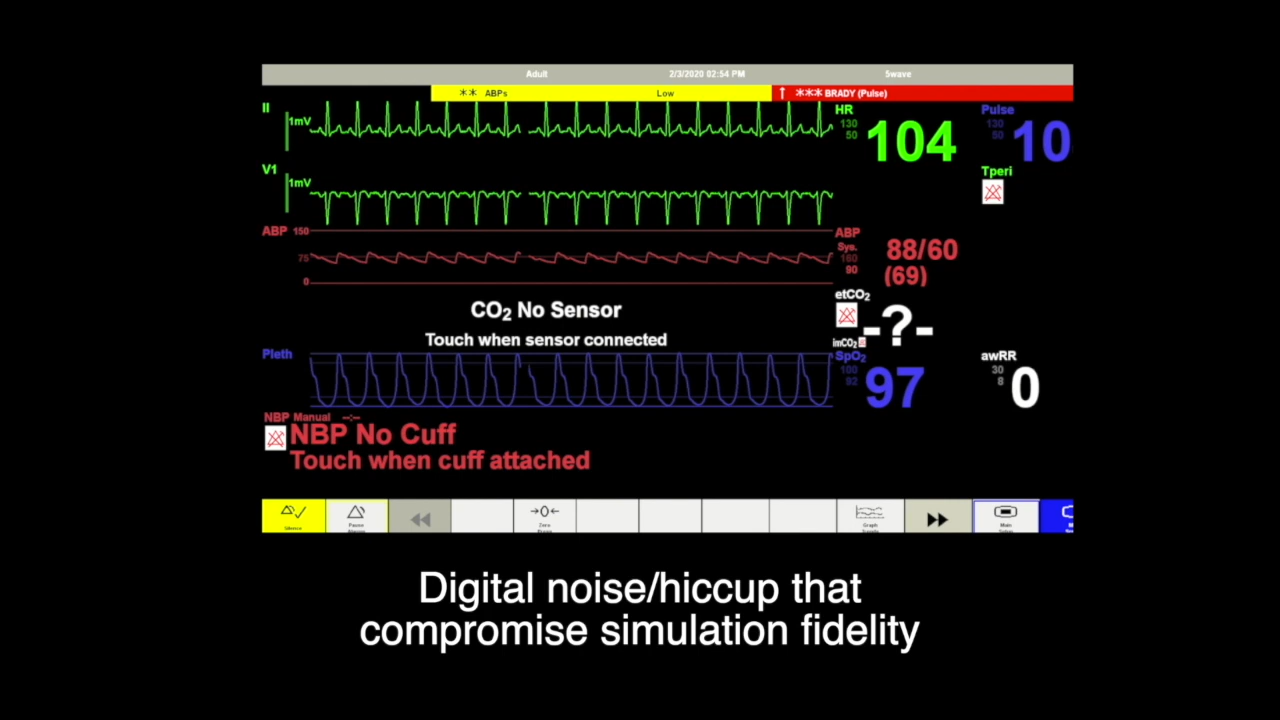 Adult 2/3/2020 02:54 PM 5wave
** ABPs Low *** BRADY (Pulse)
II
1mV
HR
130
50
104
Pulse
130
50
10
V1
1mV
Tperi
ABP 150
75
0
ABP
Sys.
160
90
88/60
(69)
CO2 No Sensor
Touch when sensor connected
etCO2
-?-
imCO2
Pleth
SpO2
100
92
97
awRR
30
8
0
NBP Manual --:--
NBP No Cuff
Touch when cuff attached
Silence
Pause
Zero
Graph
Main
Digital noise/hiccup that
compromise simulation fidelity